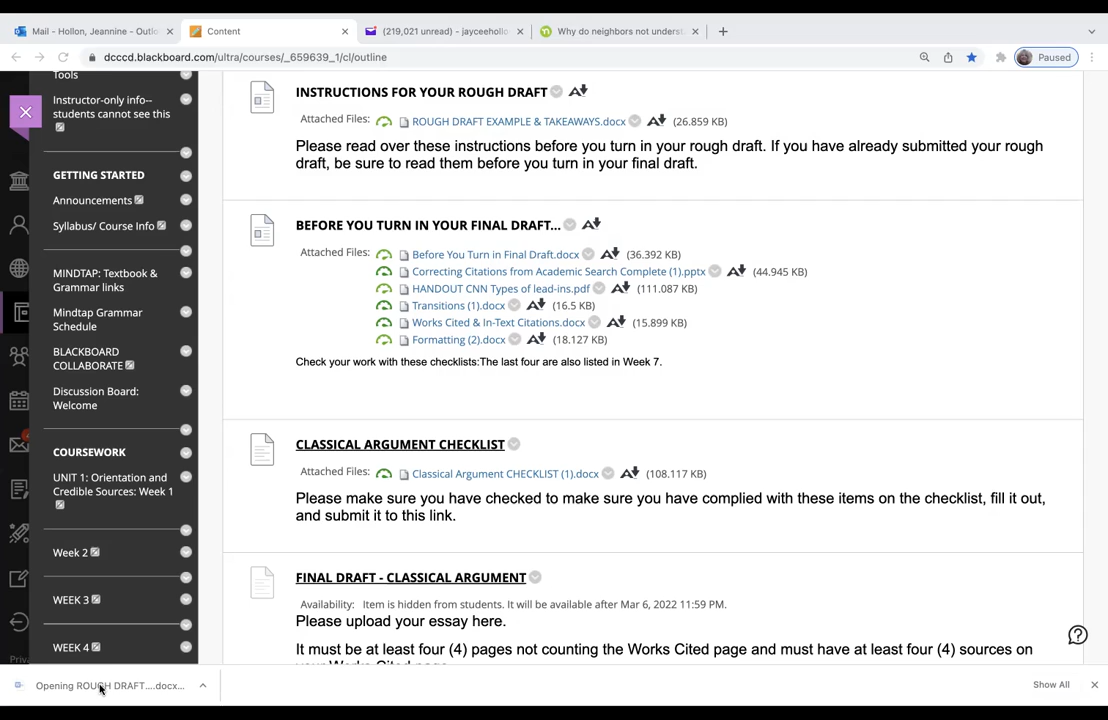 Mail - Hollon, Jeannine - Outlo
Content
(219,021 unread) - jayceehollo
Why do neighbors not underst
dcccd.blackboard.com/ultra/courses/_659639_1/cl/outline
Paused
Tools
Instructor-only info--
students cannot see this
GETTING STARTED
Announcements
Syllabus/ Course Info
MINDTAP: Textbook &
Grammar links
Mindtap Grammar
Schedule
BLACKBOARD
COLLABORATE
Discussion Board:
Welcome
COURSEWORK
UNIT 1: Orientation and
Credible Sources: Week 1
Week 2
WEEK 3
WEEK 4
Priv
INSTRUCTIONS FOR YOUR ROUGH DRAFT
Attached Files: ROUGH DRAFT EXAMPLE & TAKEAWAYS.docx (26.859 KB)
Please read over these instructions before you turn in your rough draft. If you have already submitted your rough
draft, be sure to read them before you turn in your final draft.
BEFORE YOU TURN IN YOUR FINAL DRAFT...
Attached Files: Before You Turn in Final Draft.docx (36.392 KB)
Correcting Citations from Academic Search Complete (1).pptx (44.945 KB)
HANDOUT CNN Types of lead-ins.pdf (111.087 KB)
Transitions (1).docx (16.5 KB)
Works Cited & In-Text Citations.docx (15.899 KB)
Formatting (2).docx (18.127 KB)
Check your work with these checklists:The last four are also listed in Week 7.
CLASSICAL ARGUMENT CHECKLIST
Attached Files: Classical Argument CHECKLIST (1).docx (108.117 KB)
Please make sure you have checked to make sure you have complied with these items on the checklist, fill it out,
and submit it to this link.
FINAL DRAFT - CLASSICAL ARGUMENT
Availability: Item is hidden from students. It will be available after Mar 6, 2022 11:59 PM.
Please upload your essay here.
It must be at least four (4) pages not counting the Works Cited page and must have at least four (4) sources on
your Works Cited page
Opening ROUGH DRAFT....docx...
Show All